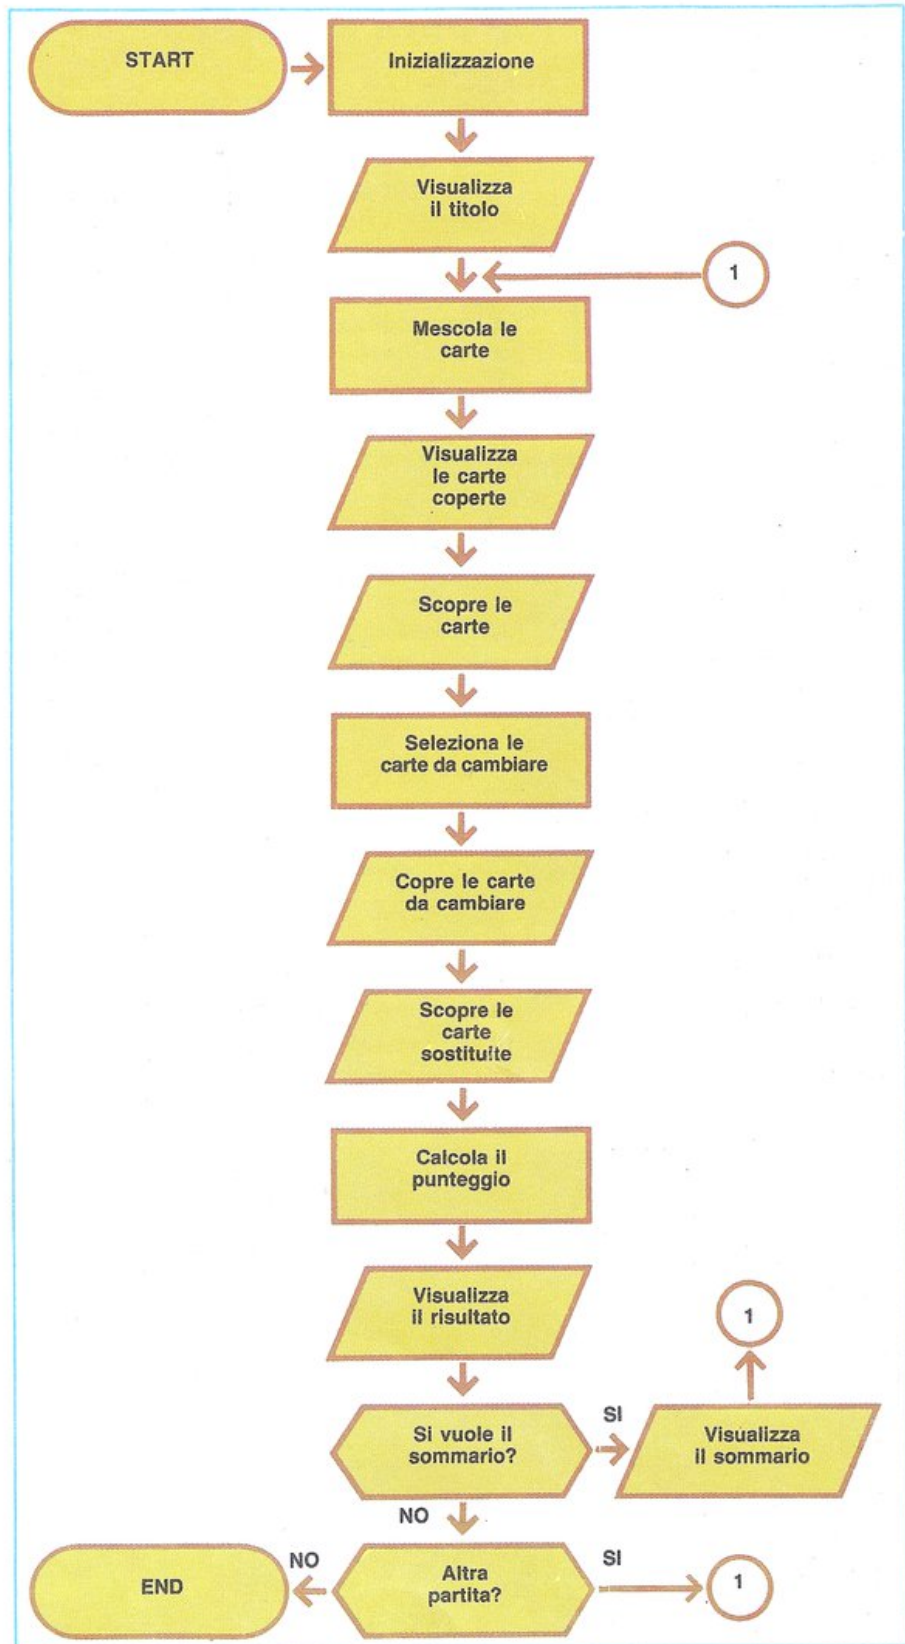 START
Inizializzazione
Visualizza
il titolo
1
Mescola le
carte
Visualizza
le carte
coperte
Scopre le
carte
Seleziona le
carte da cambiare
Copre le carte
da cambiare
Scopre le
carte
sostituite
Calcola il
punteggio
Visualizza
il risultato
1
Si vuole il
sommario?
SI
Visualizza
il sommario
NO
Altra
partita?
NO
END
SI
1